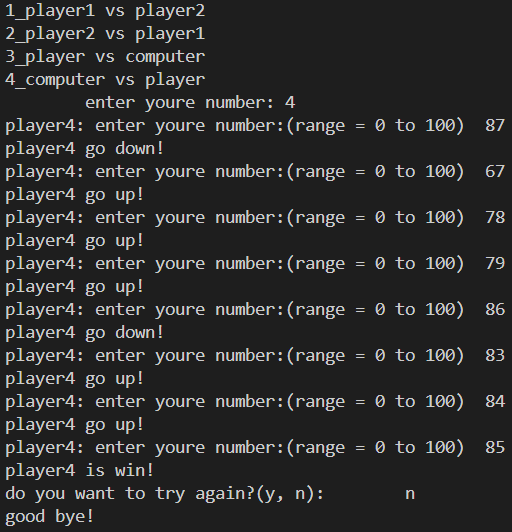 1_player1 vs player2
2_player2 vs player1
3_player vs computer
4_computer vs player
enter youre number: 4
player4: enter youre number:(range = 0 to 100)  87
player4 go down!
player4: enter youre number:(range = 0 to 100)  67
player4 go up!
player4: enter youre number:(range = 0 to 100)  78
player4 go up!
player4: enter youre number:(range = 0 to 100)  79
player4 go up!
player4: enter youre number:(range = 0 to 100)  86
player4 go down!
player4: enter youre number:(range = 0 to 100)  83
player4 go up!
player4: enter youre number:(range = 0 to 100)  84
player4 go up!
player4: enter youre number:(range = 0 to 100)  85
player4 is win!
do you want to try again?(y, n):        n
good bye!